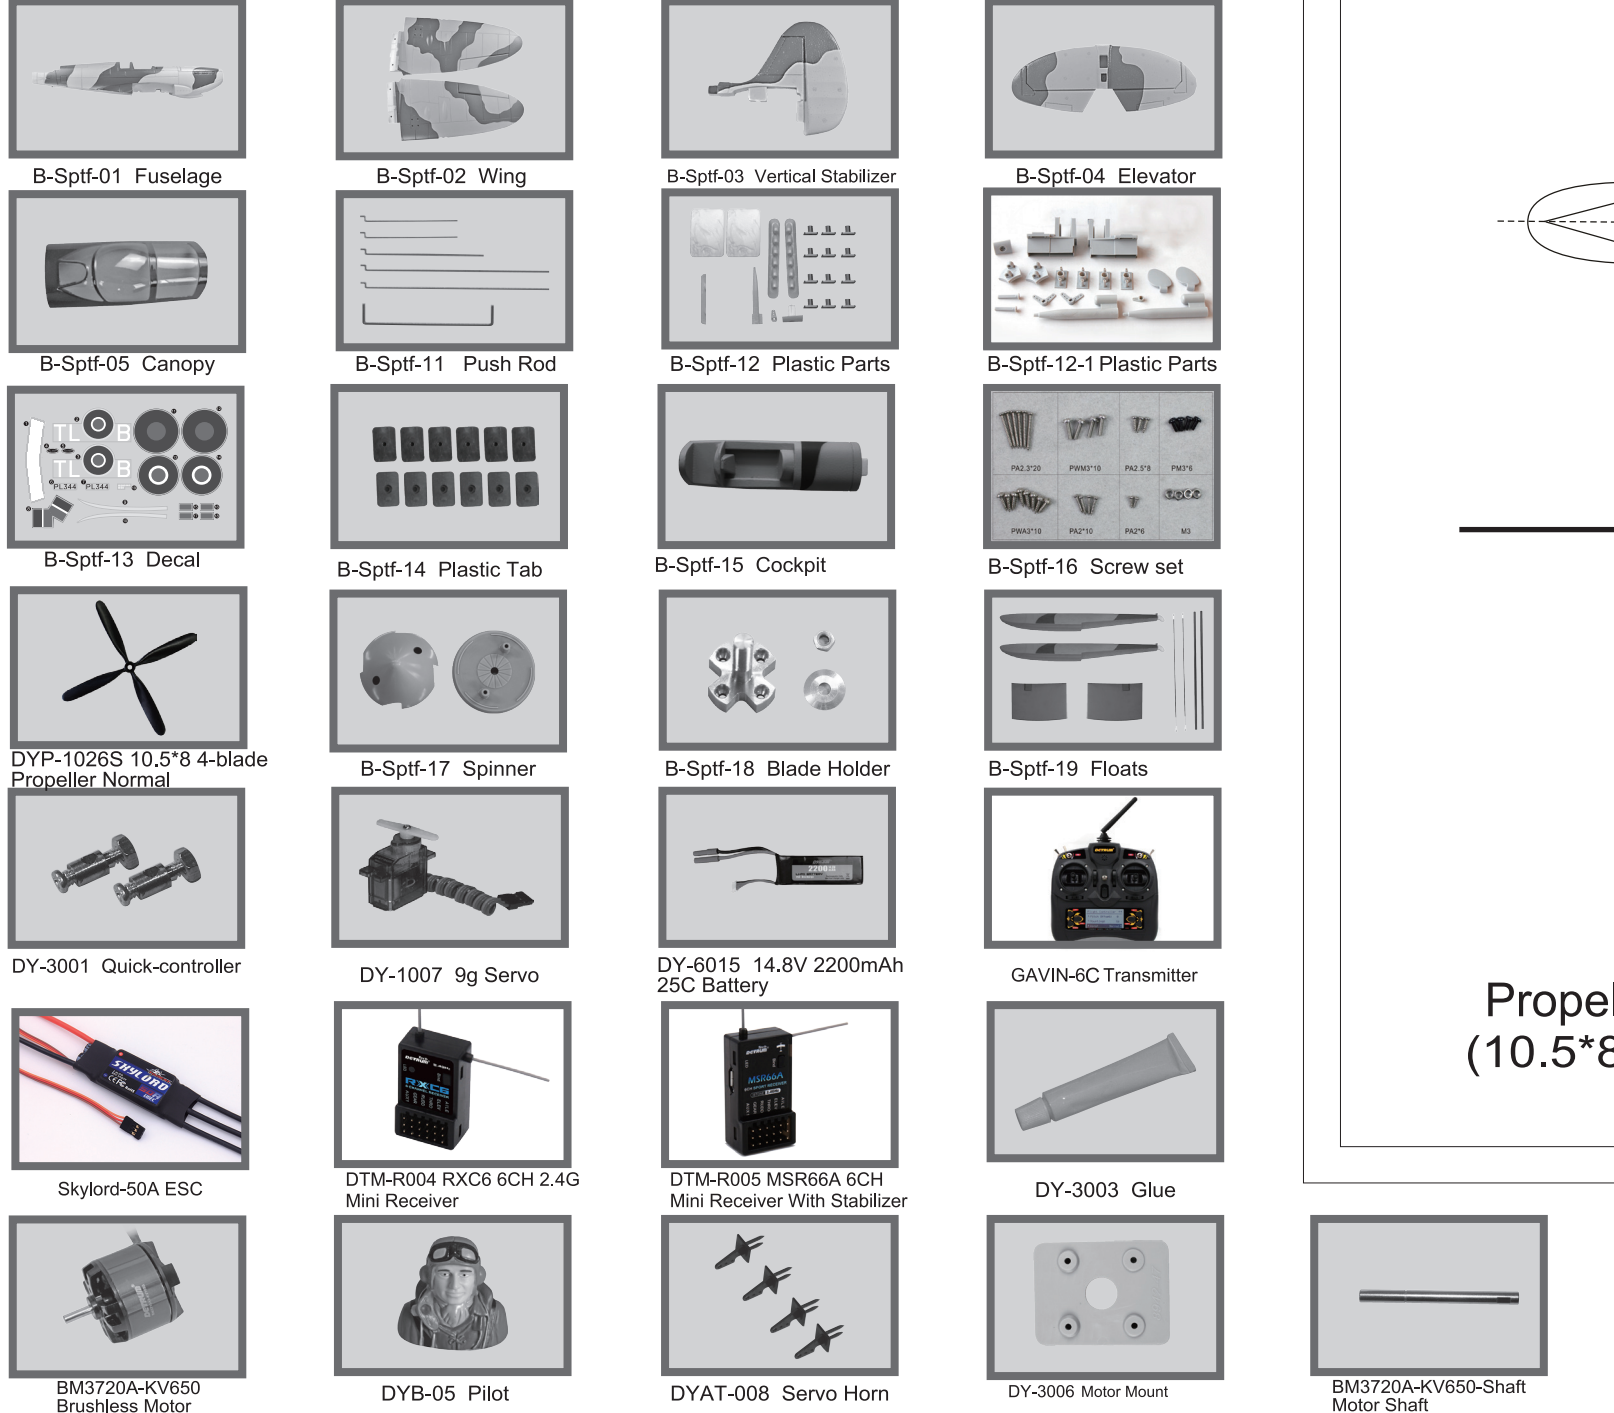 B-Sptf-01 Fuselage
B-Sptf-02 Wing
B-Sptf-03 Vertical Stabilizer
B-Sptf-04 Elevator
B-Sptf-05 Canopy
B-Sptf-11 Push Rod
B-Sptf-12 Plastic Parts
B-Sptf-12-1 Plastic Parts
TL B
TL B
PL344 PL344
B-Sptf-13 Decal
B-Sptf-14 Plastic Tab
B-Sptf-15 Cockpit
PA2.3*20 PWM3*10 PA2.5*8 PM3*6
PWA3*10 PA2*10 PA2*6 M3
B-Sptf-16 Screw set
DYP-1026S 10.5*8 4-blade
Propeller Normal
B-Sptf-17 Spinner
B-Sptf-18 Blade Holder
B-Sptf-19 Floats
DY-3001 Quick-controller
DY-1007 9g Servo
2200
DY-6015 14.8V 2200mAh
25C Battery
GAVIN-6C Transmitter
Propel
(10.5*8
SKYLORD
Skylord-50A ESC
RXC6
DTM-R004 RXC6 6CH 2.4G
Mini Receiver
MSR66A
DTM-R005 MSR66A 6CH
Mini Receiver With Stabilizer
DY-3003 Glue
BM3720A-KV650
Brushless Motor
DYB-05 Pilot
DYAT-008 Servo Horn
DY-3006 Motor Mount
BM3720A-KV650-Shaft
Motor Shaft